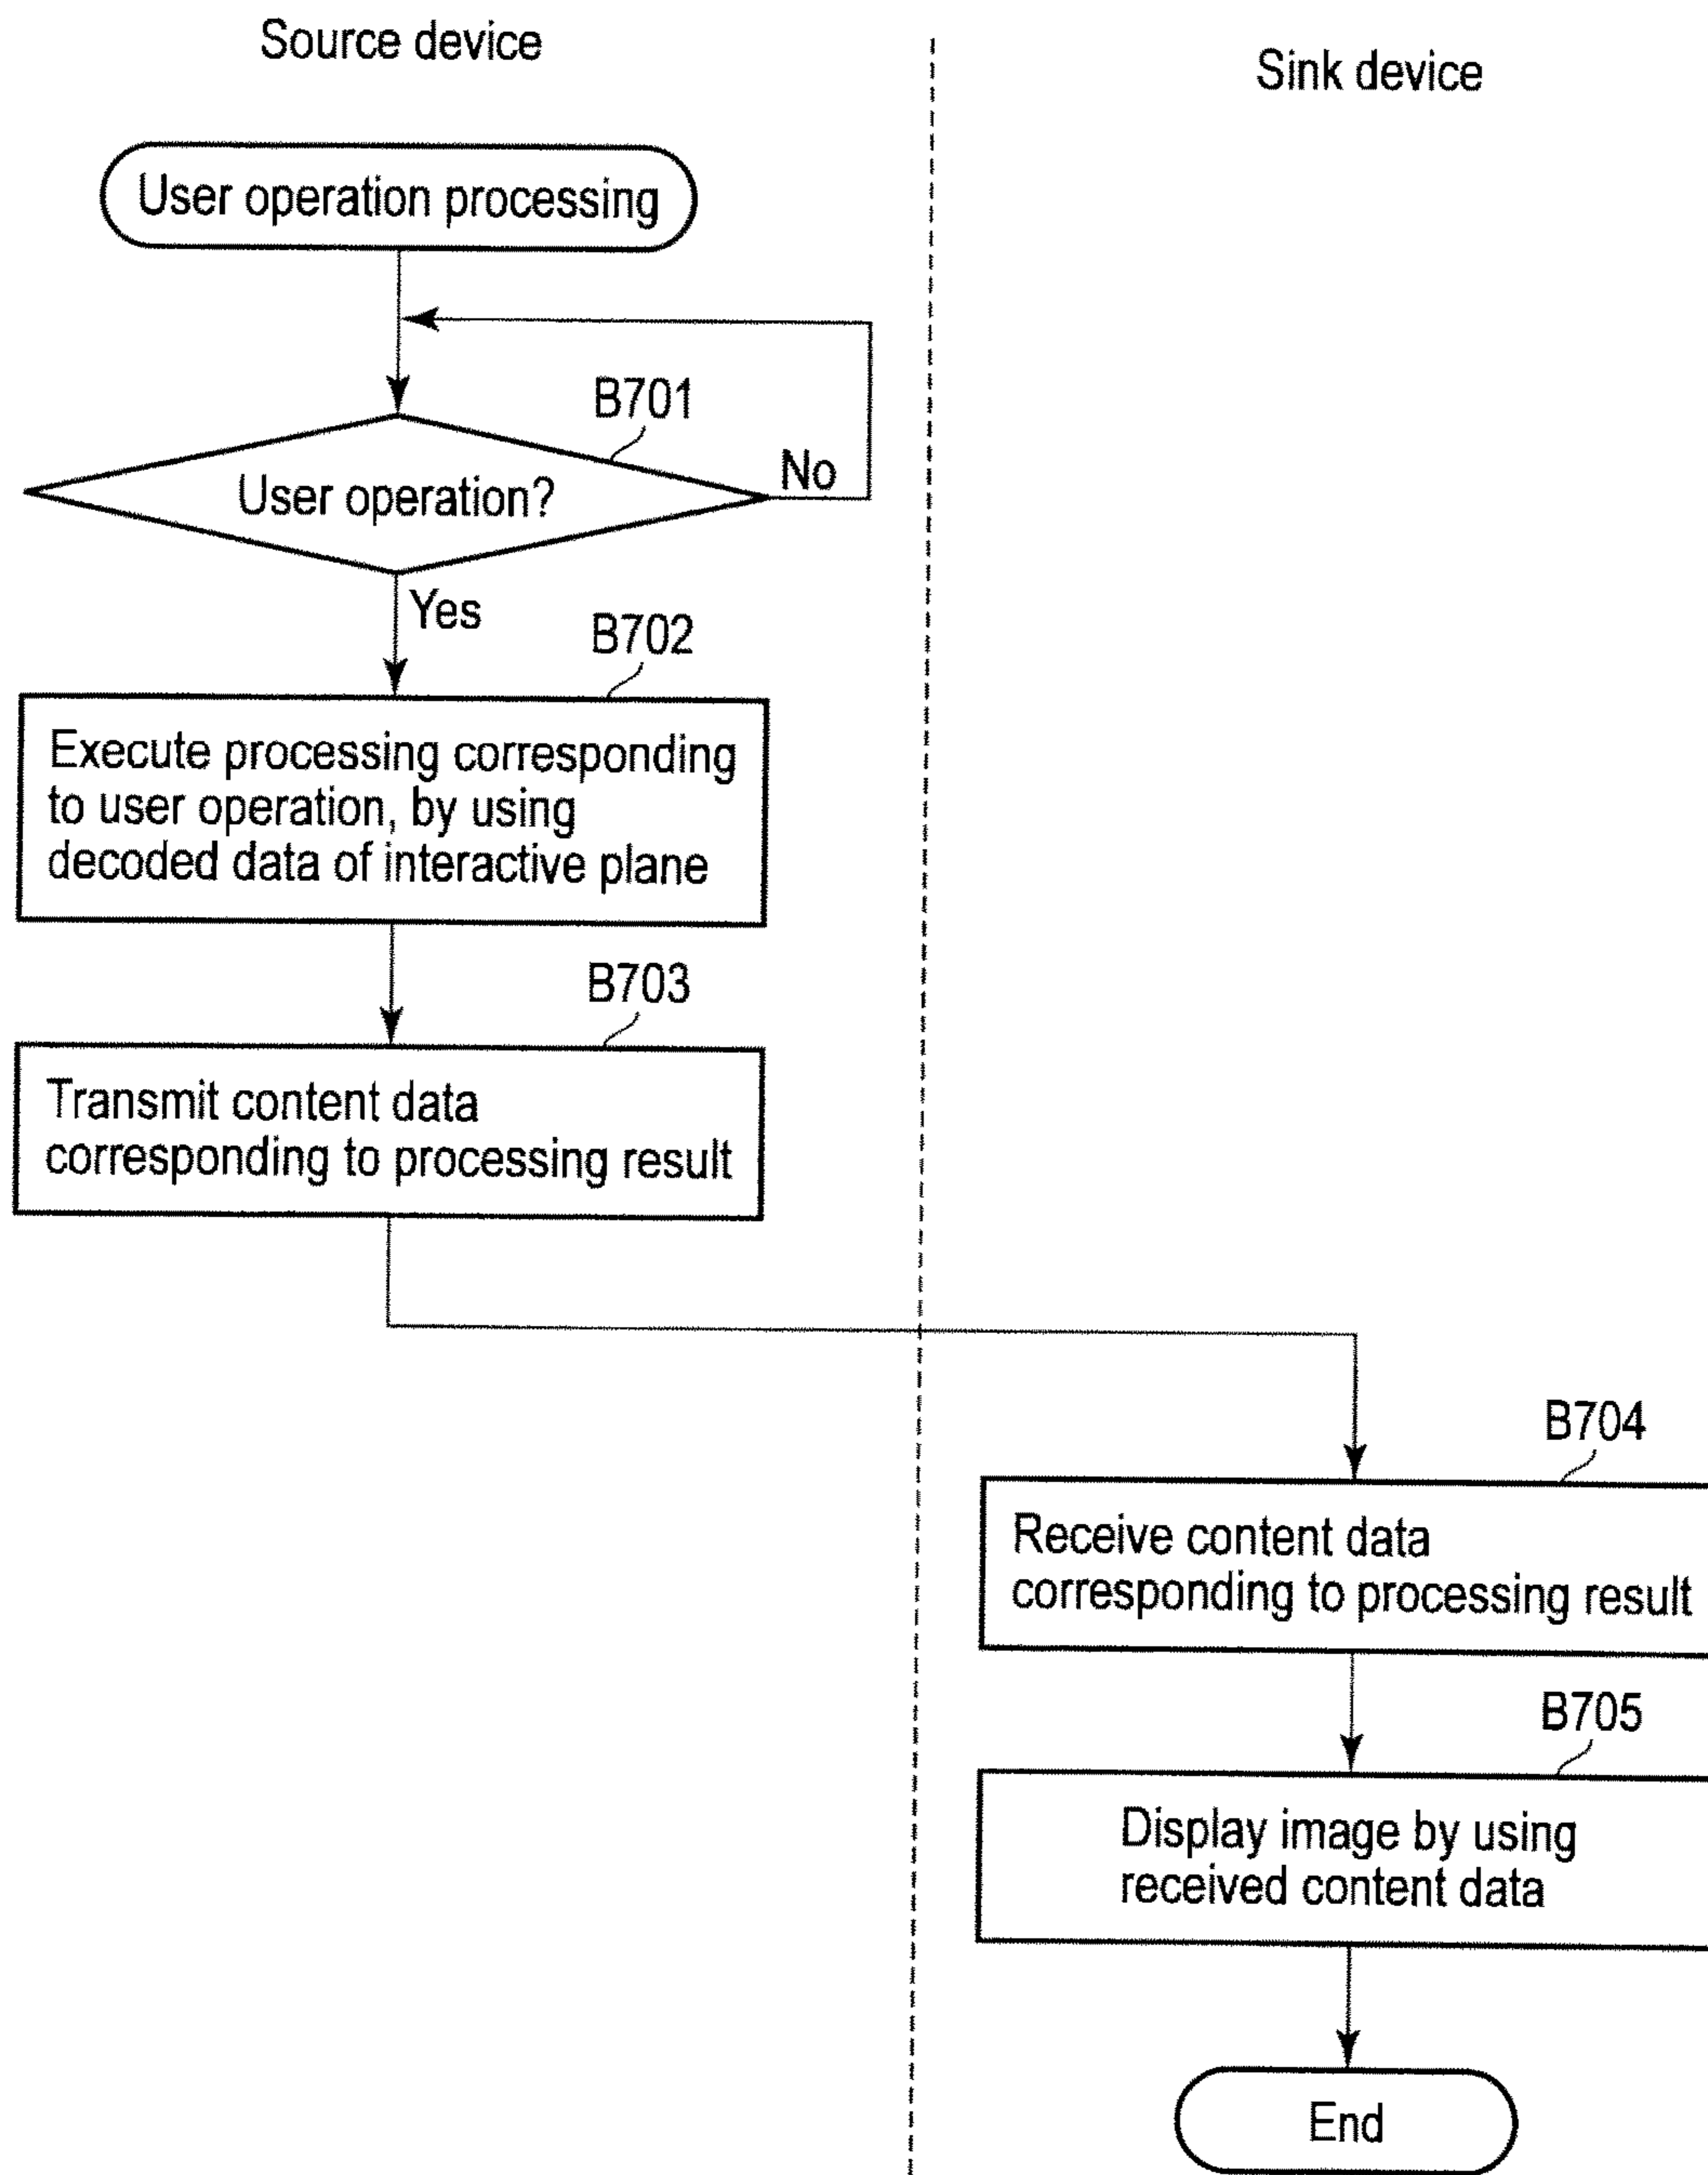 Source device
Sink device
User operation processing
B701
User operation?
No
Yes
B702
Execute processing corresponding
to user operation, by using
decoded data of interactive plane
B703
Transmit content data
corresponding to processing result
B704
Receive content data
corresponding to processing result
B705
Display image by using
received content data
End